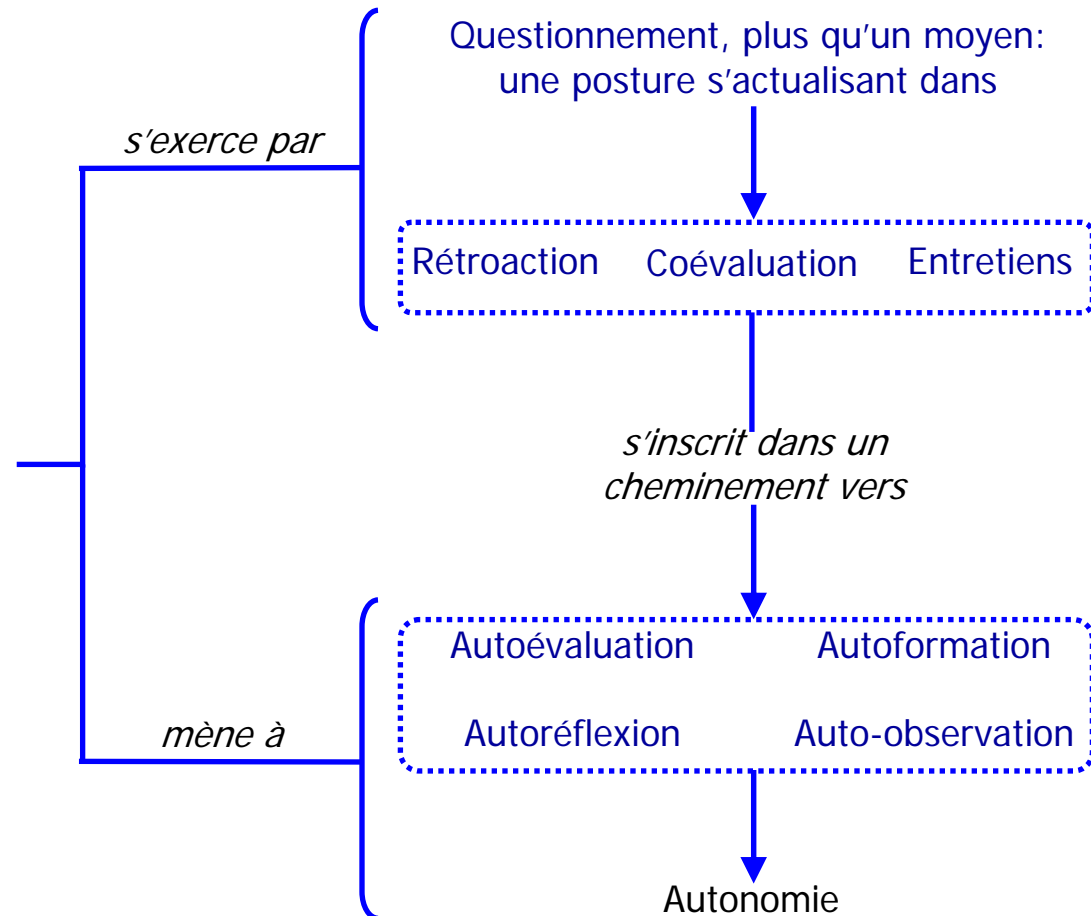 Questionnement, plus qu'un moyen:
une posture s'actualisant dans
s'exerce par
Rétroaction Coévaluation Entretiens
s'inscrit dans un
cheminement vers
Autoévaluation Autoformation
Autoréflexion Auto-observation
mène à
Autonomie